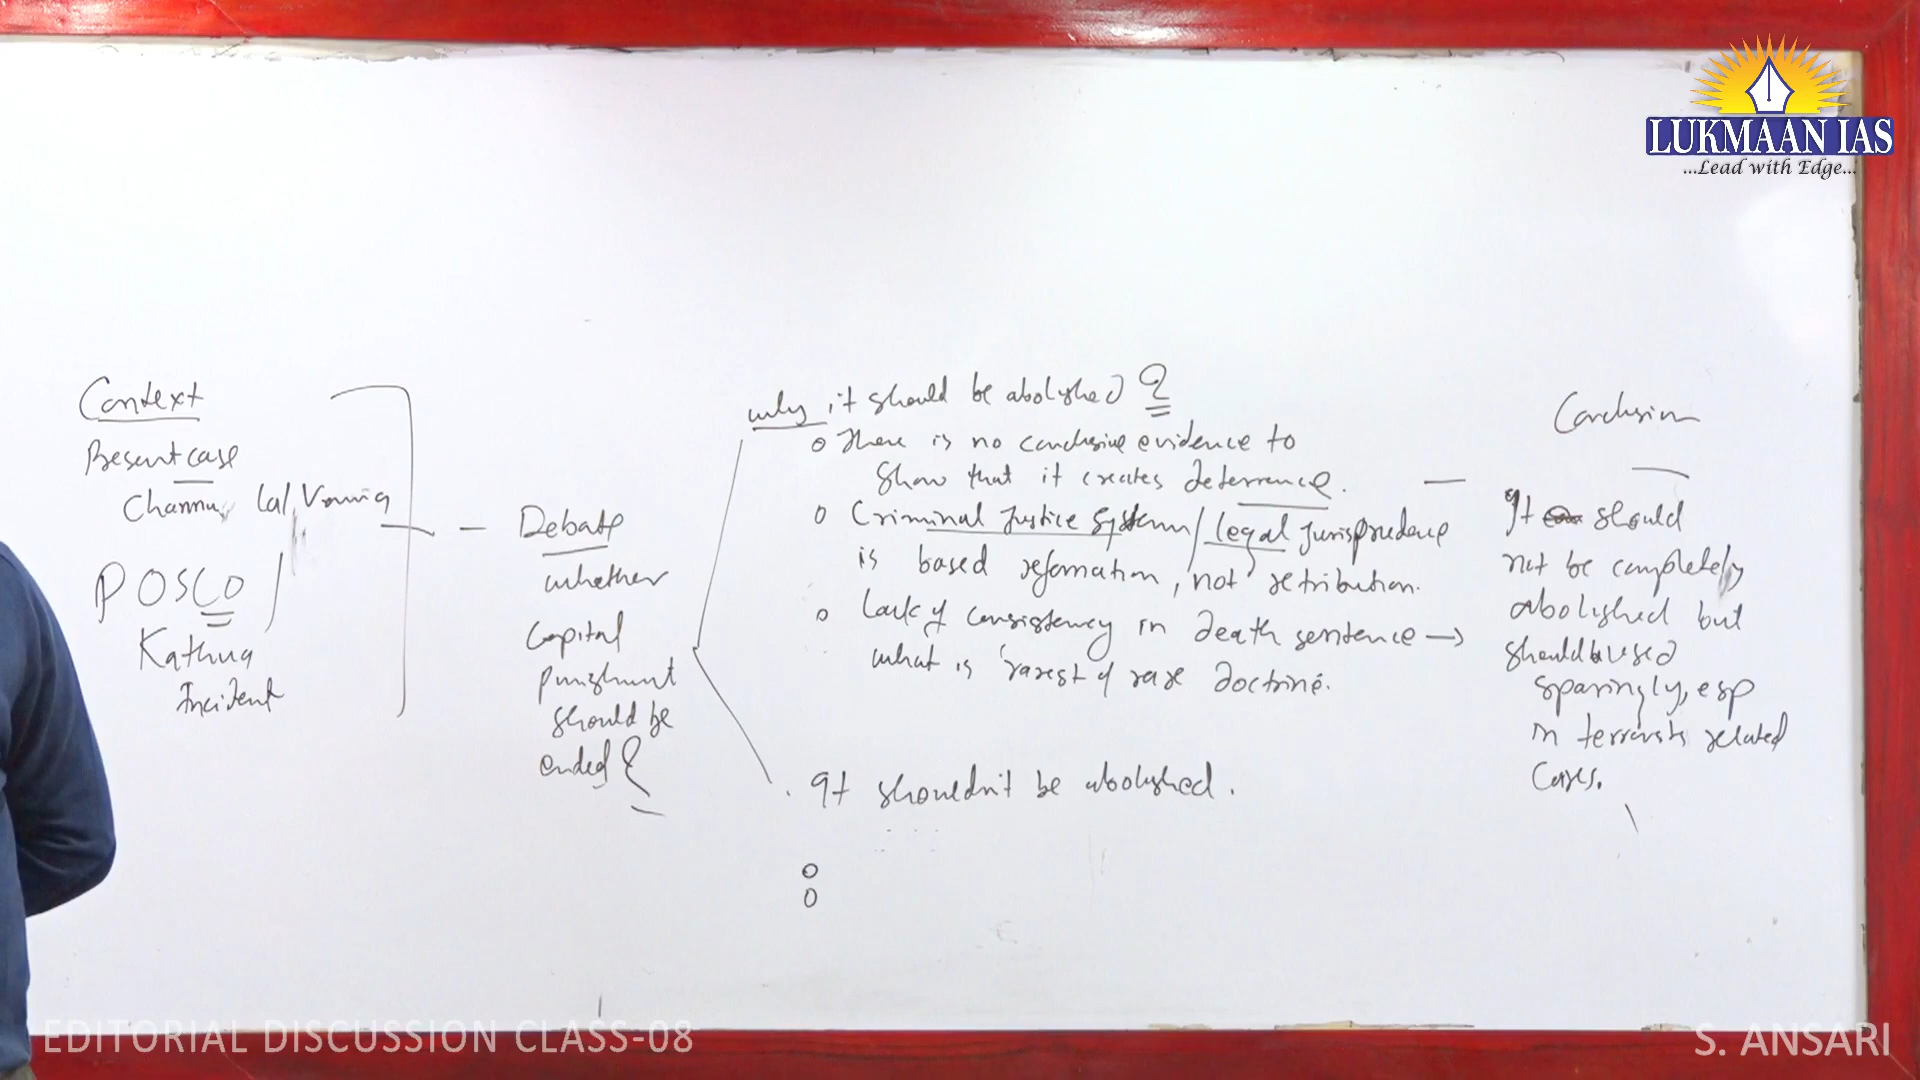 LUKMAAN IAS
...Lead with Edge...
Context
Resent case
Channu Lal Verma
POSCO
Kathua
Incident
Debate
whether
Capital
punishment
should be
ended ?
why it should be abolished ?
There is no conclusive evidence to
show that it creates deterrence.
Criminal Justice System / legal Jurisprudence
is based reformation, not retribution.
lack of consistency in death sentence →
what is 'rarest of rare doctrine.
It shouldn't be abolished.
Conclusion
It should
not be completely
abolished but
should be used
sparingly, esp
in terrorists related
Cases.
EDITORIAL DISCUSSION CLASS-08
S. ANSARI